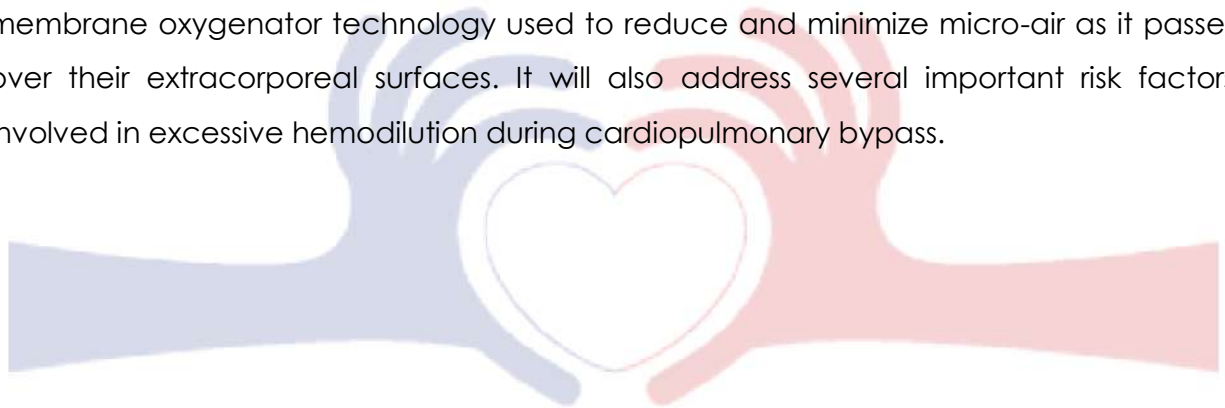 membrane oxygenator technology used to reduce and minimize micro-air as it passe
over their extracorporeal surfaces. It will also address several important risk factor
nvolved in excessive hemodilution during cardiopulmonary bypass.